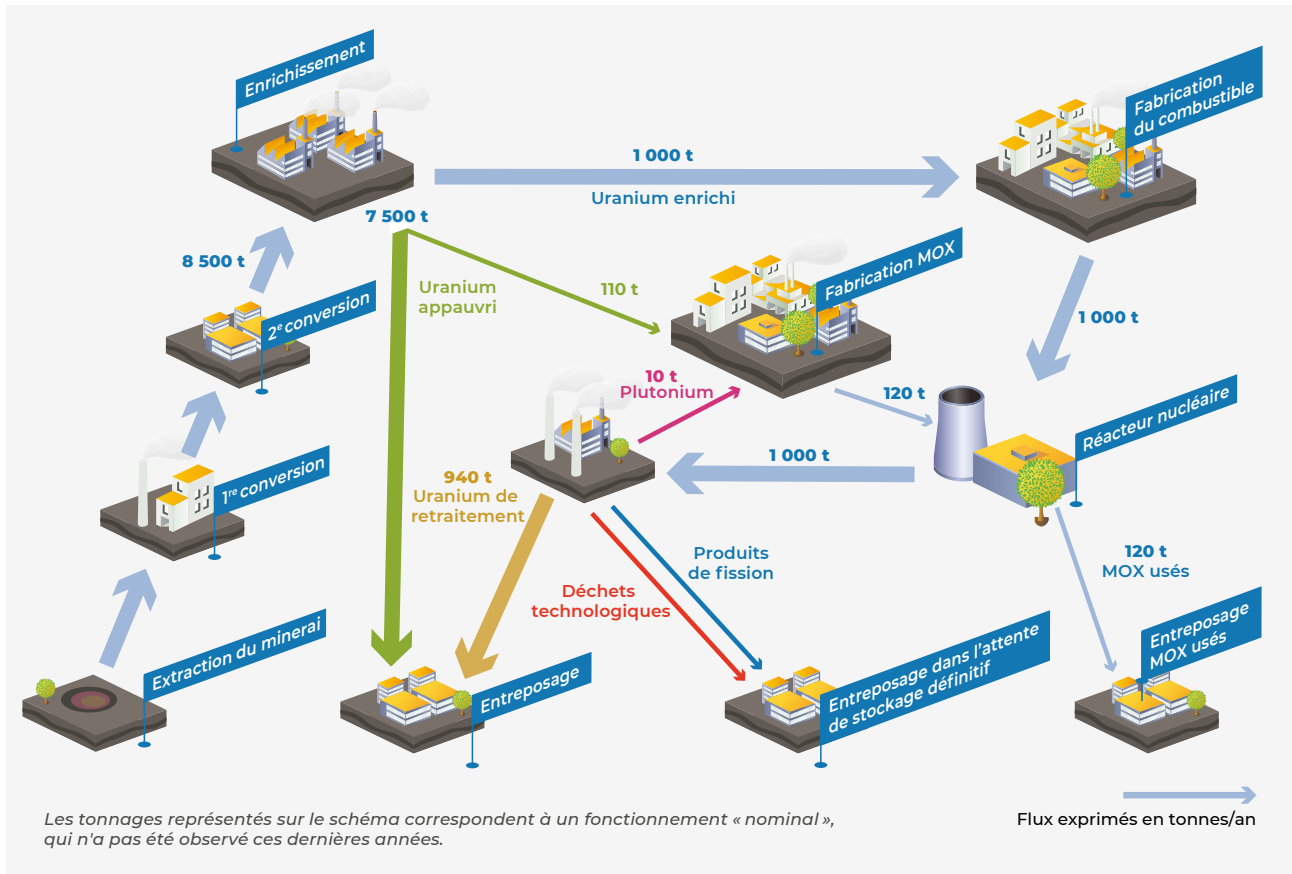 Enrichissement
Fabrication
du combustible
1 000 t
Uranium enrichi
7 500 t
8 500 t
Uranium
appauvri
110 t
Fabrication MOX
2e conversion
1 000 t
10 t
Plutonium
120 t
Réacteur nucléaire
1 000 t
1re conversion
940 t
Uranium de
retraitement
Produits
de fission
120 t
MOX usés
Déchets
technologiques
Extraction du minerai
Entreposage
Entreposage dans l'attente
de stockage définitif
Entreposage
MOX usés
Les tonnages représentés sur le schéma correspondent à un fonctionnement « nominal »,
qui n'a pas été observé ces dernières années.
Flux exprimés en tonnes/an